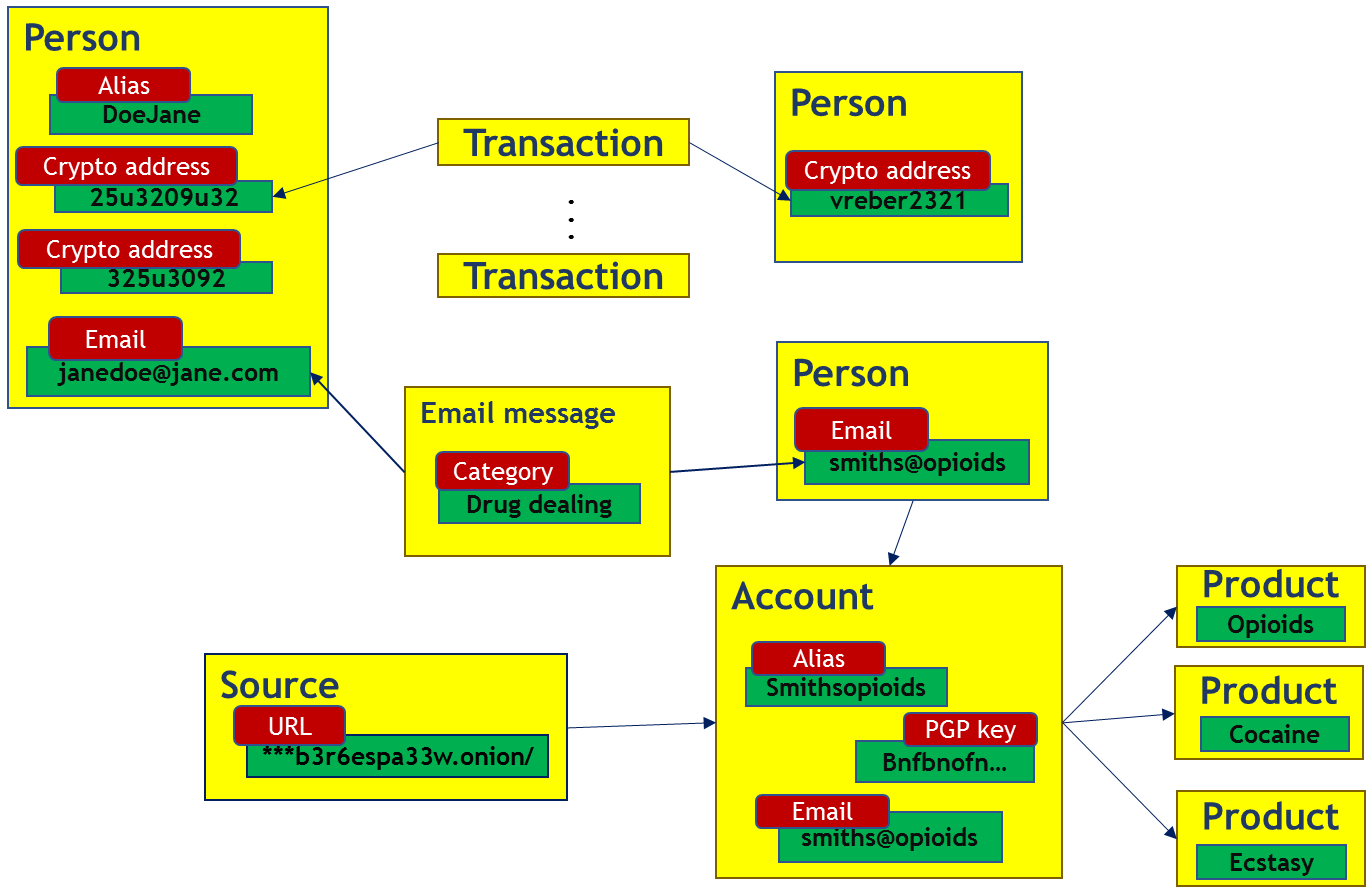 Person
Alias
DoeJane
Crypto address
25u3209u32
Crypto address
325u3092
Email
janedoe@jane.com
Transaction
Transaction
Person
Crypto address
vreber2321
Email message
Category
Drug dealing
Person
Email
smiths@opioids
Source
URL
***b3r6espa33w.onion/
Account
Alias
Smithsopioids
PGP key
Bnfbnofn…
Email
smiths@opioids
Product
Opioids
Product
Cocaine
Product
Ecstasy